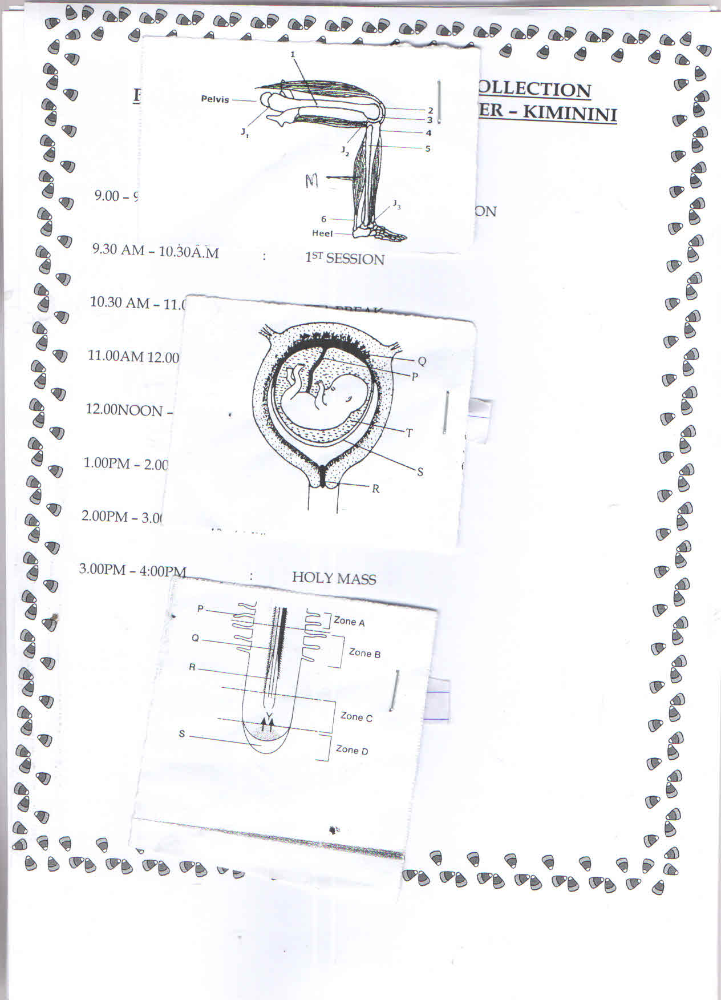 OLLECTION
ER – KIMININI
1
Pelvis
2
3
J1
4
J2
5
M
9.00 – 9
J3
ON
6
Heel
9.30 AM – 10.30A.M : 1ST SESSION
10.30 AM – 11.0
11.00AM 12.00
Q
P
12.00NOON –
T
1.00PM – 2.00
S
R
2.00PM – 3.00
3.00PM – 4:00PM : HOLY MASS
P
Zone A
Q
Zone B
R
Zone C
Y
S
Zone D